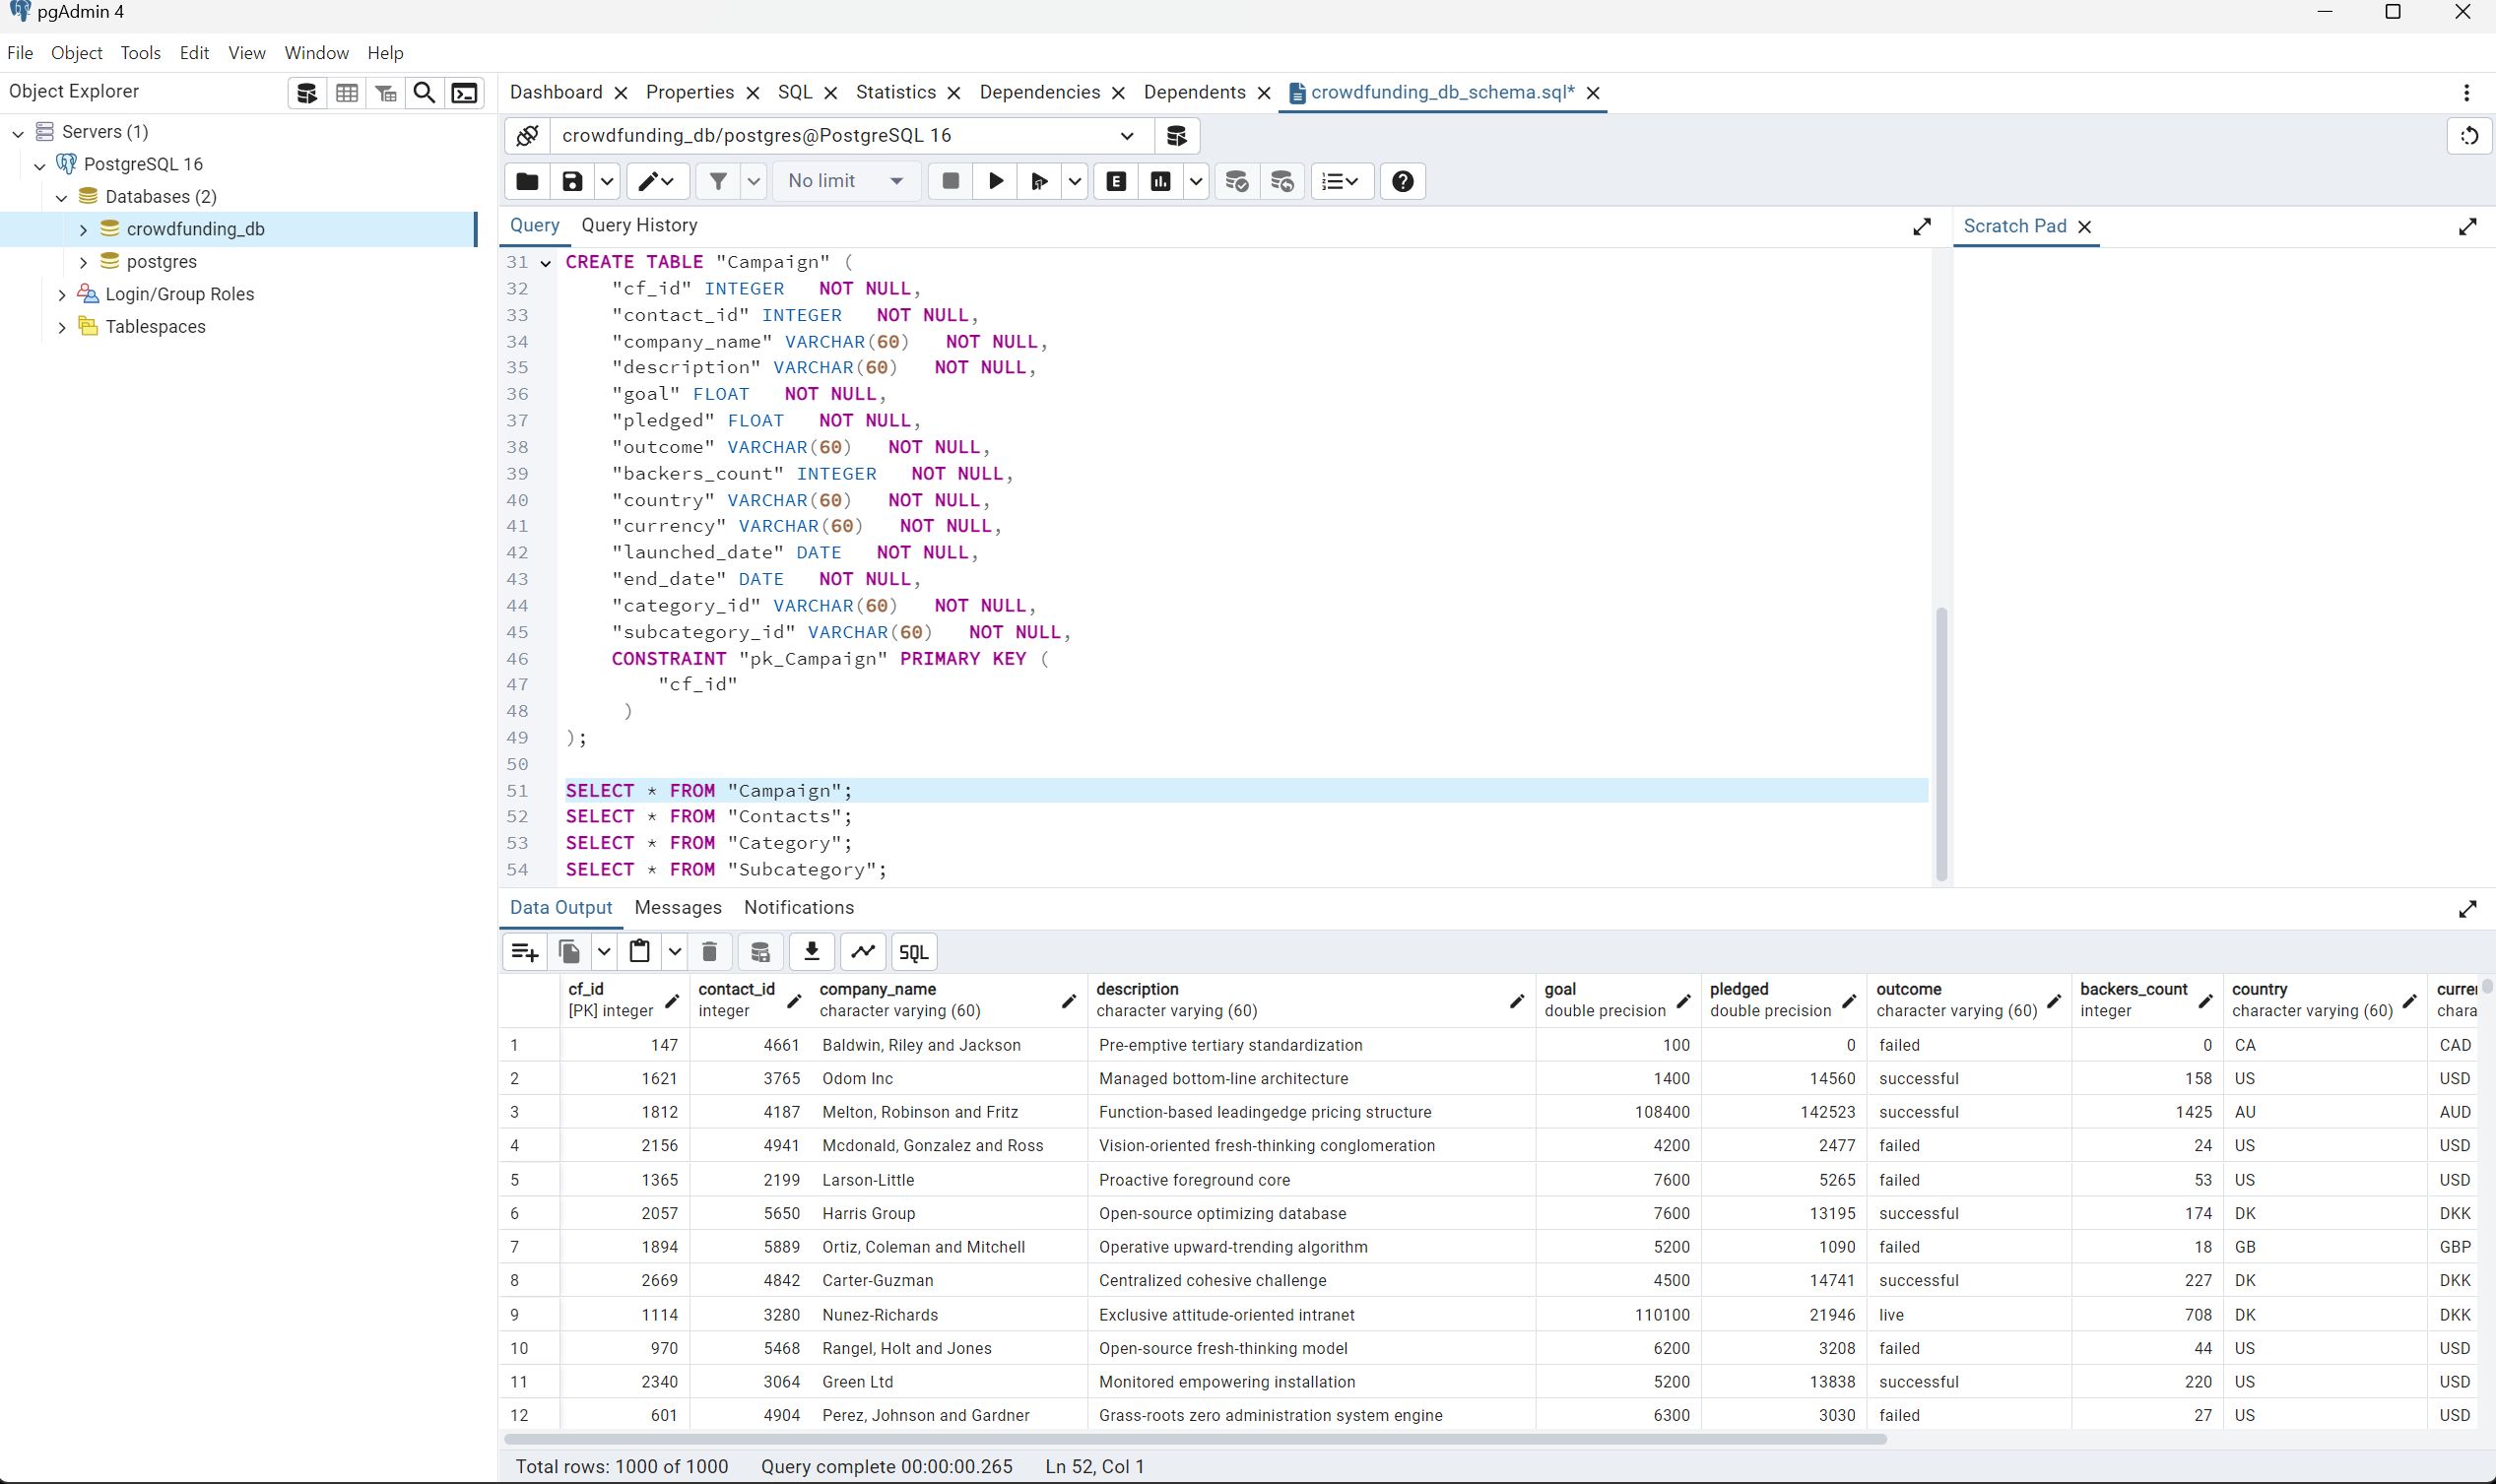 pgAdmin 4
File Object Tools Edit View Window Help
Object Explorer
Servers (1)
PostgreSQL 16
Databases (2)
crowdfunding_db
postgres
Login/Group Roles
Tablespaces
Dashboard Properties SQL Statistics Dependencies Dependents crowdfunding_db_schema.sql*
crowdfunding_db/postgres@PostgreSQL 16
No limit E
Query Query History
Scratch Pad
31 CREATE TABLE "Campaign" (
32 "cf_id" INTEGER NOT NULL,
33 "contact_id" INTEGER NOT NULL,
34 "company_name" VARCHAR(60) NOT NULL,
35 "description" VARCHAR(60) NOT NULL,
36 "goal" FLOAT NOT NULL,
37 "pledged" FLOAT NOT NULL,
38 "outcome" VARCHAR(60) NOT NULL,
39 "backers_count" INTEGER NOT NULL,
40 "country" VARCHAR(60) NOT NULL,
41 "currency" VARCHAR(60) NOT NULL,
42 "launched_date" DATE NOT NULL,
43 "end_date" DATE NOT NULL,
44 "category_id" VARCHAR(60) NOT NULL,
45 "subcategory_id" VARCHAR(60) NOT NULL,
46 CONSTRAINT "pk_Campaign" PRIMARY KEY (
47 "cf_id"
48 )
49 );
50
51 SELECT * FROM "Campaign";
52 SELECT * FROM "Contacts";
53 SELECT * FROM "Category";
54 SELECT * FROM "Subcategory";
Data Output Messages Notifications
SQL
cf_id contact_id company_name description goal pledged outcome backers_count country curre
[PK] integer integer character varying (60) character varying (60) double precision double precision character varying (60) integer character varying (60) chara
1 147 4661 Baldwin, Riley and Jackson Pre-emptive tertiary standardization 100 0 failed 0 CA CAD
2 1621 3765 Odom Inc Managed bottom-line architecture 1400 14560 successful 158 US USD
3 1812 4187 Melton, Robinson and Fritz Function-based leadingedge pricing structure 108400 142523 successful 1425 AU AUD
4 2156 4941 Mcdonald, Gonzalez and Ross Vision-oriented fresh-thinking conglomeration 4200 2477 failed 24 US USD
5 1365 2199 Larson-Little Proactive foreground core 7600 5265 failed 53 US USD
6 2057 5650 Harris Group Open-source optimizing database 7600 13195 successful 174 DK DKK
7 1894 5889 Ortiz, Coleman and Mitchell Operative upward-trending algorithm 5200 1090 failed 18 GB GBP
8 2669 4842 Carter-Guzman Centralized cohesive challenge 4500 14741 successful 227 DK DKK
9 1114 3280 Nunez-Richards Exclusive attitude-oriented intranet 110100 21946 live 708 DK DKK
10 970 5468 Rangel, Holt and Jones Open-source fresh-thinking model 6200 3208 failed 44 US USD
11 2340 3064 Green Ltd Monitored empowering installation 5200 13838 successful 220 US USD
12 601 4904 Perez, Johnson and Gardner Grass-roots zero administration system engine 6300 3030 failed 27 US USD
Total rows: 1000 of 1000 Query complete 00:00:00.265 Ln 52, Col 1